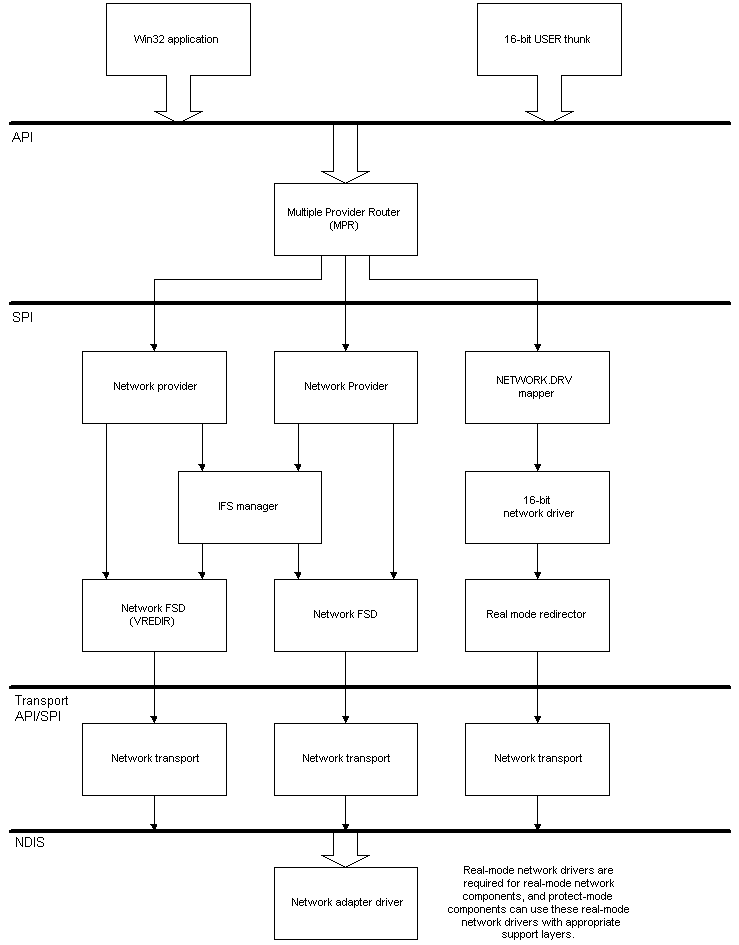 Win32 application
16-bit USER thunk
API
Multiple Provider Router
(MPR)
SPI
Network provider
Network Provider
NETWORK.DRV
mapper
IFS manager
16-bit
network driver
Network FSD
(VREDIR)
Network FSD
Real mode redirector
Transport
API/SPI
Network transport
Network transport
Network transport
NDIS
Network adapter driver
Real-mode network drivers are
required for real-mode network
components, and protect-mode
components can use these real-mode
network drivers with appropriate
support layers.